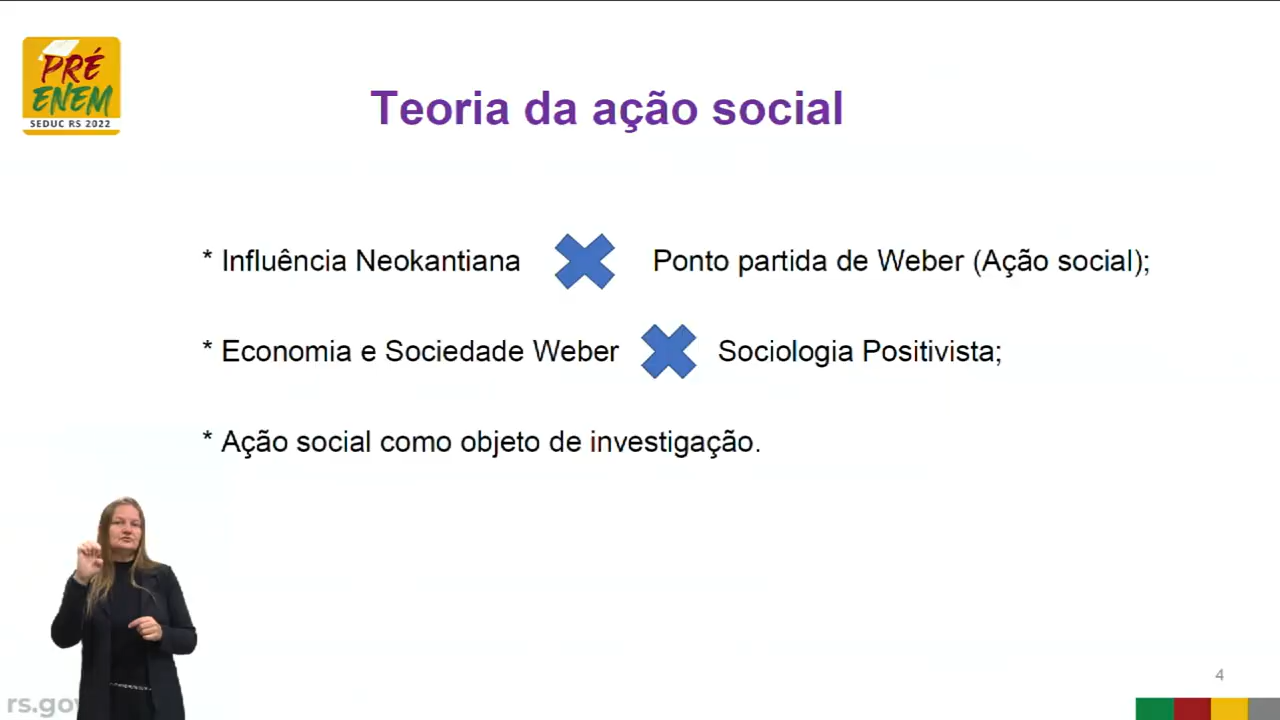 PRÉ
ENEM
SEDUC RS 2022
Teoria da ação social
* Influência Neokantiana Ponto partida de Weber (Ação social);
* Economia e Sociedade Weber Sociologia Positivista;
* Ação social como objeto de investigação.
4
rs.gov